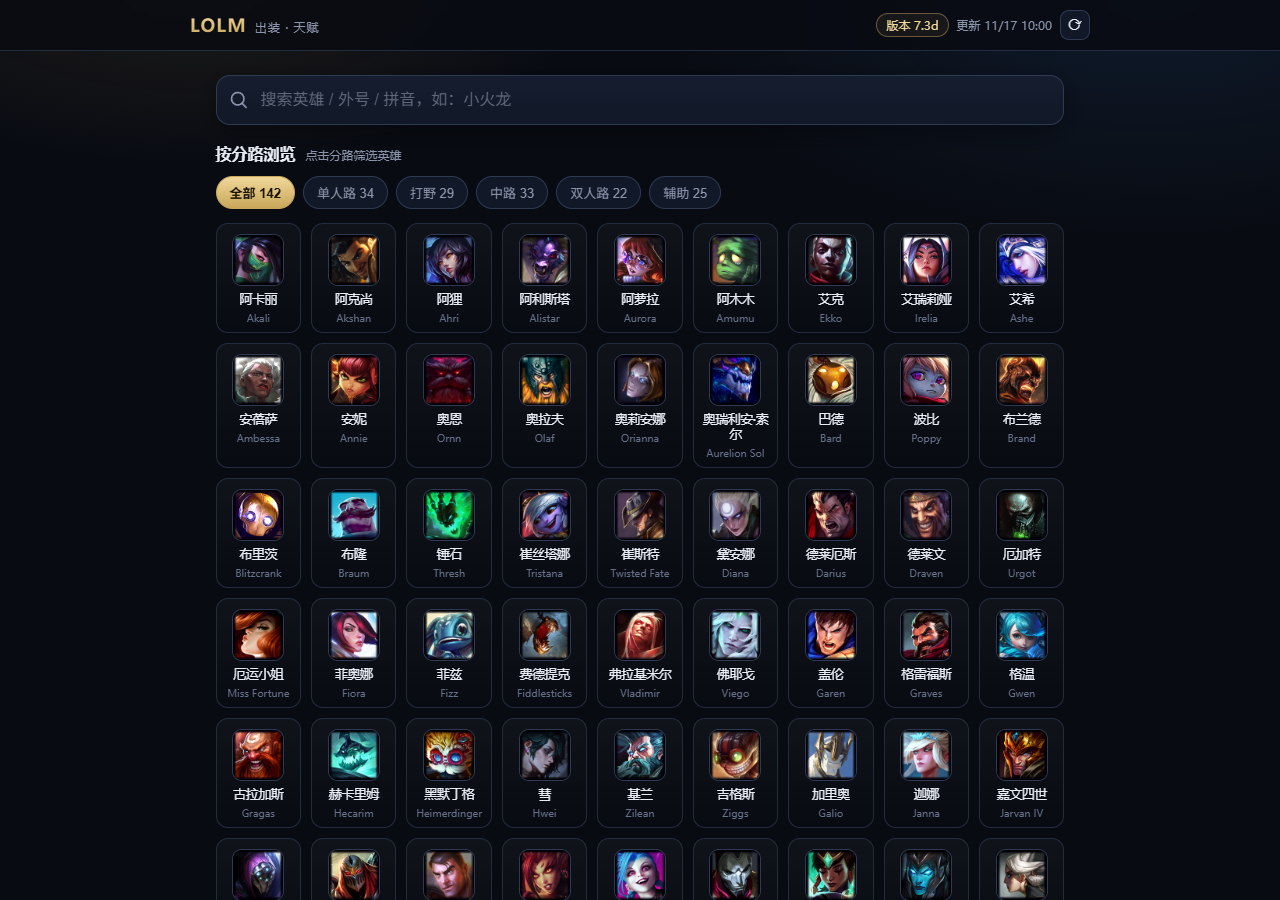 LOLM 出装 · 天赋
版本 7.3d 更新 11/17 10:00
搜索英雄 / 外号 / 拼音，如：小火龙
按分路浏览 点击分路筛选英雄
全部 142 单人路 34 打野 29 中路 33 双人路 22 辅助 25
阿卡丽 阿克尚 阿狸 阿利斯塔 阿萝拉 阿木木 艾克 艾瑞莉娅 艾希
Akali Akshan Ahri Alistar Aurora Amumu Ekko Irelia Ashe
安蓓萨 安妮 奥恩 奥拉夫 奥莉安娜 奥瑞利安·索尔 巴德 波比 布兰德
Ambessa Annie Ornn Olaf Orianna Aurelion Sol Bard Poppy Brand
布里茨 布隆 锤石 崔丝塔娜 崔斯特 黛安娜 德莱厄斯 德莱文 厄加特
Blitzcrank Braum Thresh Tristana Twisted Fate Diana Darius Draven Urgot
厄运小姐 菲奥娜 菲兹 费德提克 弗拉基米尔 佛耶戈 盖伦 格雷福斯 格温
Miss Fortune Fiora Fizz Fiddlesticks Vladimir Viego Garen Graves Gwen
古拉加斯 赫卡里姆 黑默丁格 彗 基兰 吉格斯 加里奥 迦娜 嘉文四世
Gragas Hecarim Heimerdinger Hwei Zilean Ziggs Galio Janna Jarvan IV